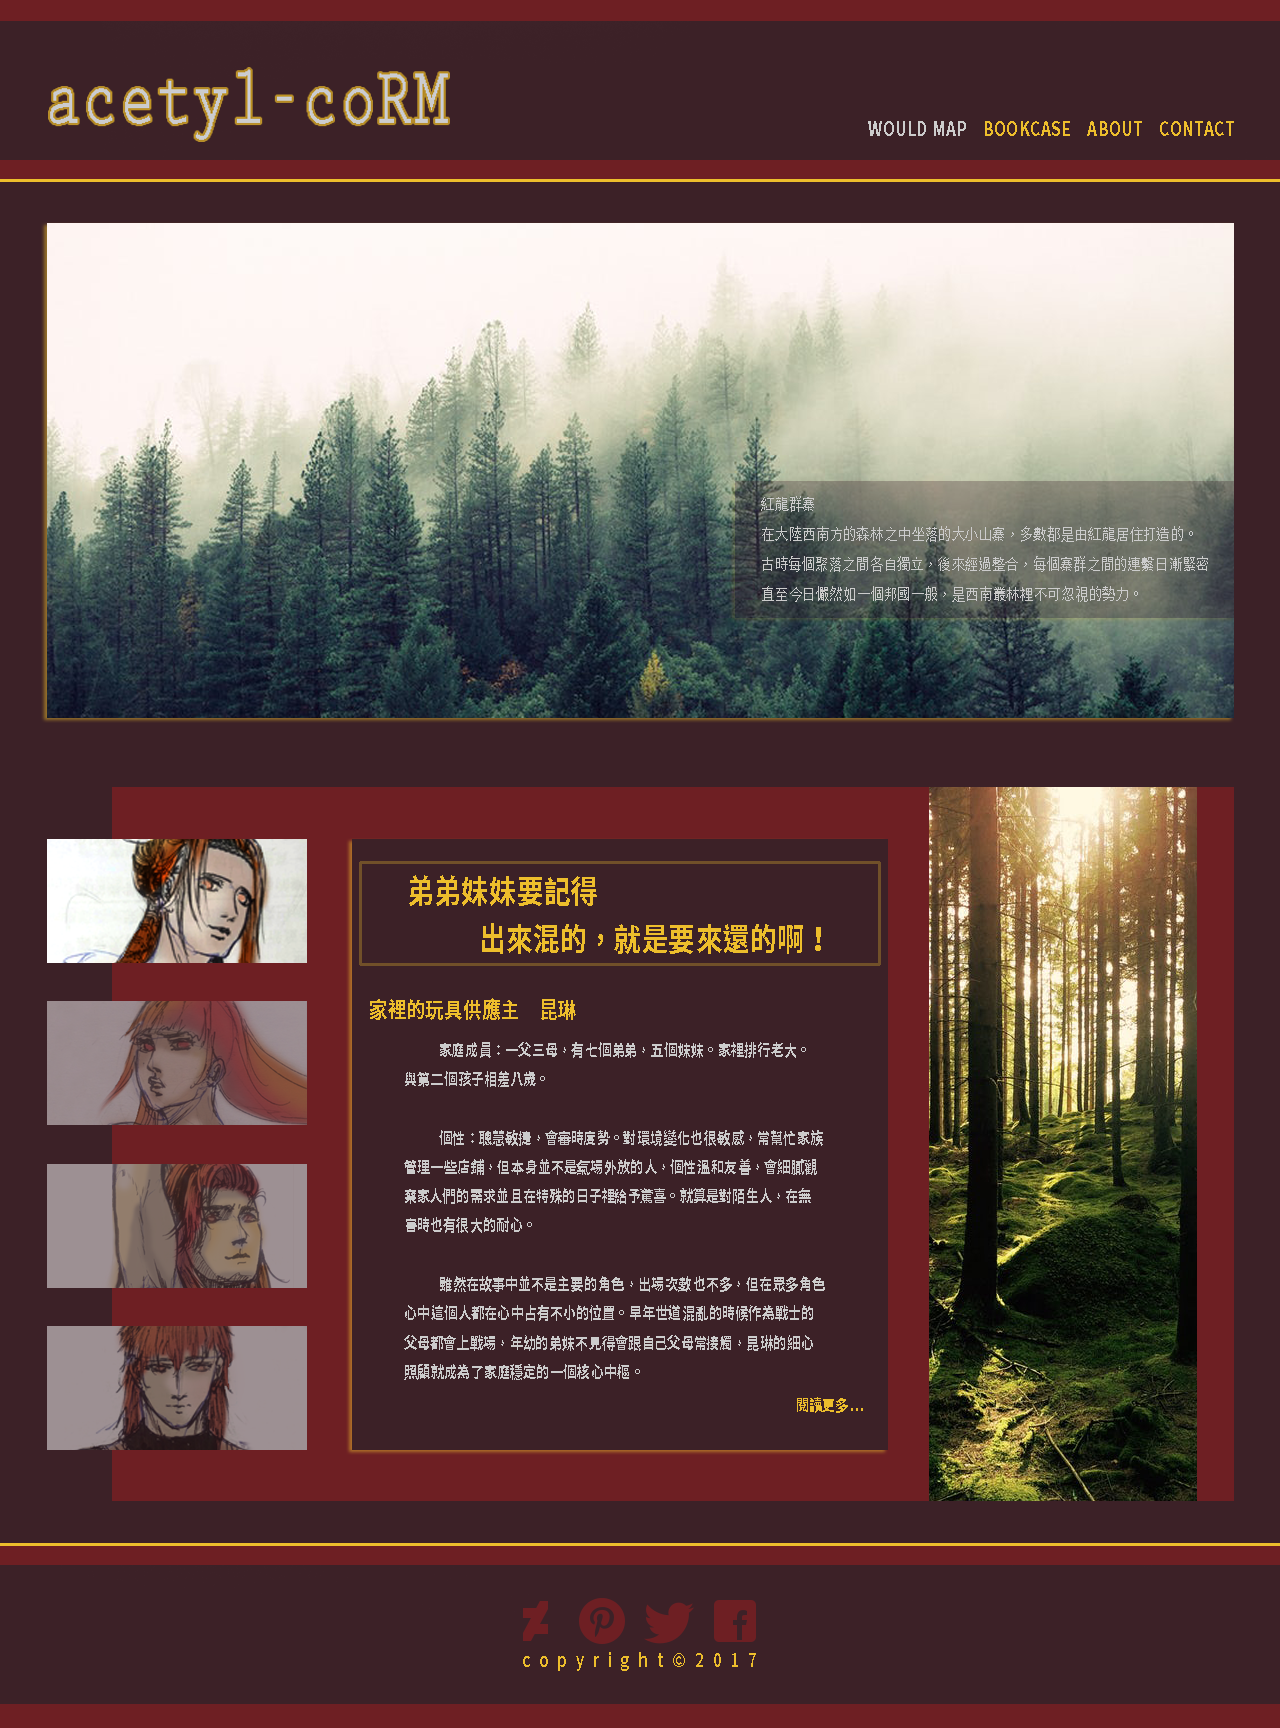 acetyl-coRM
WOULD MAP BOOKCASE ABOUT CONTACT
紅龍群寨
在大陸西南方的森林之中坐落的大小山寨，多數都是由紅龍居住打造的。
古時每個聚落之間各自獨立，後來經過整合，每個寨群之間的連繫日漸緊密
直至今日儼然如一個邦國一般，是西南叢林裡不可忽視的勢力。
弟弟妹妹要記得
出來混的，就是要來還的啊！
家裡的玩具供應主　昆琳
家庭成員：一父三母，有七個弟弟，五個妹妹。家裡排行老大。
與第二個孩子相差八歲。
個性：聰慧敏捷，會審時度勢。對環境變化也很敏感，常幫忙家族
管理一些店鋪，但本身並不是氣場外放的人，個性溫和友善，會細膩觀
察家人們的需求並且在特殊的日子裡給予驚喜。就算是對陌生人，在無
害時也有很大的耐心。
雖然在故事中並不是主要的角色，出場次數也不多，但在眾多角色
心中這個人都在心中占有不小的位置。早年世道混亂的時候作為戰士的
父母都會上戰場，年幼的弟妹不見得會跟自己父母常接觸，昆琳的細心
照顧就成為了家庭穩定的一個核心中樞。
閱讀更多...
copyright©2017